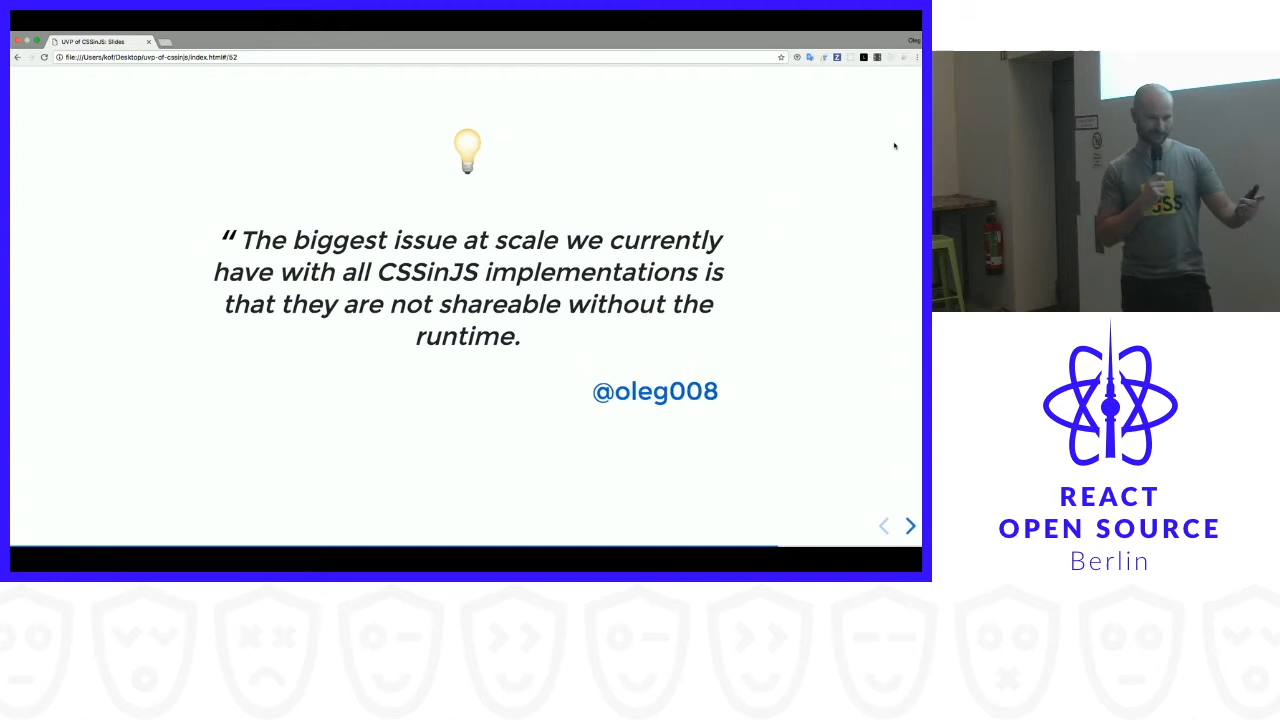 UVP of CSSinJS: Slides
Oleg
file:///Users/kof/Desktop/uvp-of-cssinjs/index.html#/52
“ The biggest issue at scale we currently
have with all CSSinJS implementations is
that they are not shareable without the
runtime.
@oleg008
REACT
OPEN SOURCE
Berlin